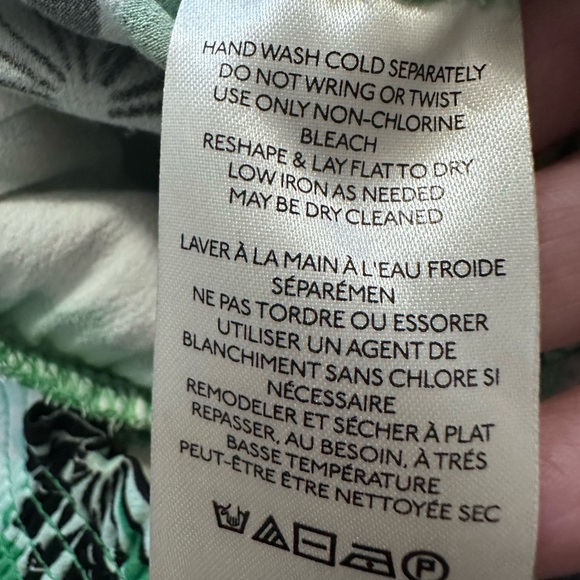 HAND WASH COLD SEPARATELY
DO NOT WRING OR TWIST
USE ONLY NON-CHLORINE
BLEACH
RESHAPE & LAY FLAT TO DRY
LOW IRON AS NEEDED
MAY BE DRY CLEANED
LAVER À LA MAIN À L'EAU FROIDE
SÉPARÉMEN
NE PAS TORDRE OU ESSORER
UTILISER UN AGENT DE
BLANCHIMENT SANS CHLORE SI
NÉCESSAIRE
REMODELER ET SÉCHER À PLAT
REPASSER, AU BESOIN, À TRÉS
BASSE TEMPÉRATURE
PEUT-ÊTRE ÊTRE NETTOYÉE SEC
P